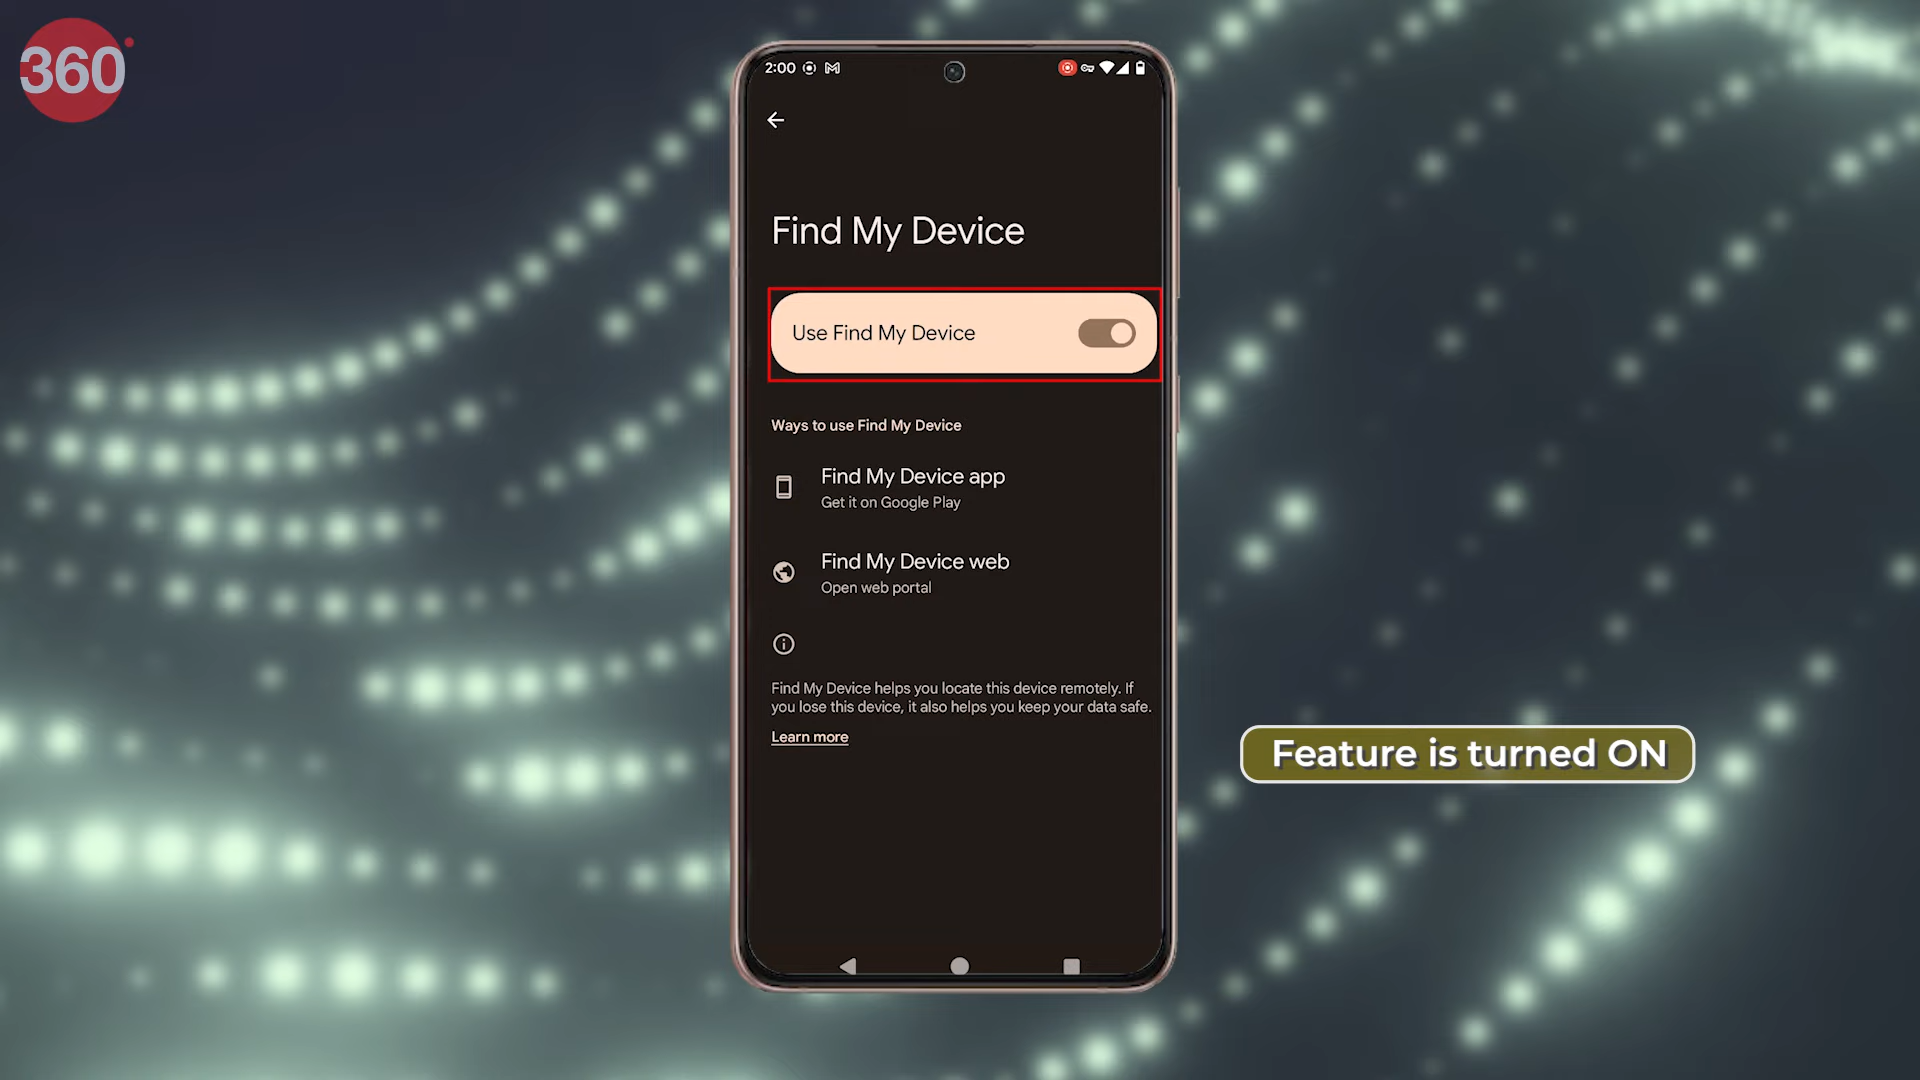 360
2:00
Find My Device
Use Find My Device
Ways to use Find My Device
Find My Device app
Get it on Google Play
Find My Device web
Open web portal
Find My Device helps you locate this device remotely. If
you lose this device, it also helps you keep your data safe.
Learn more
Feature is turned ON